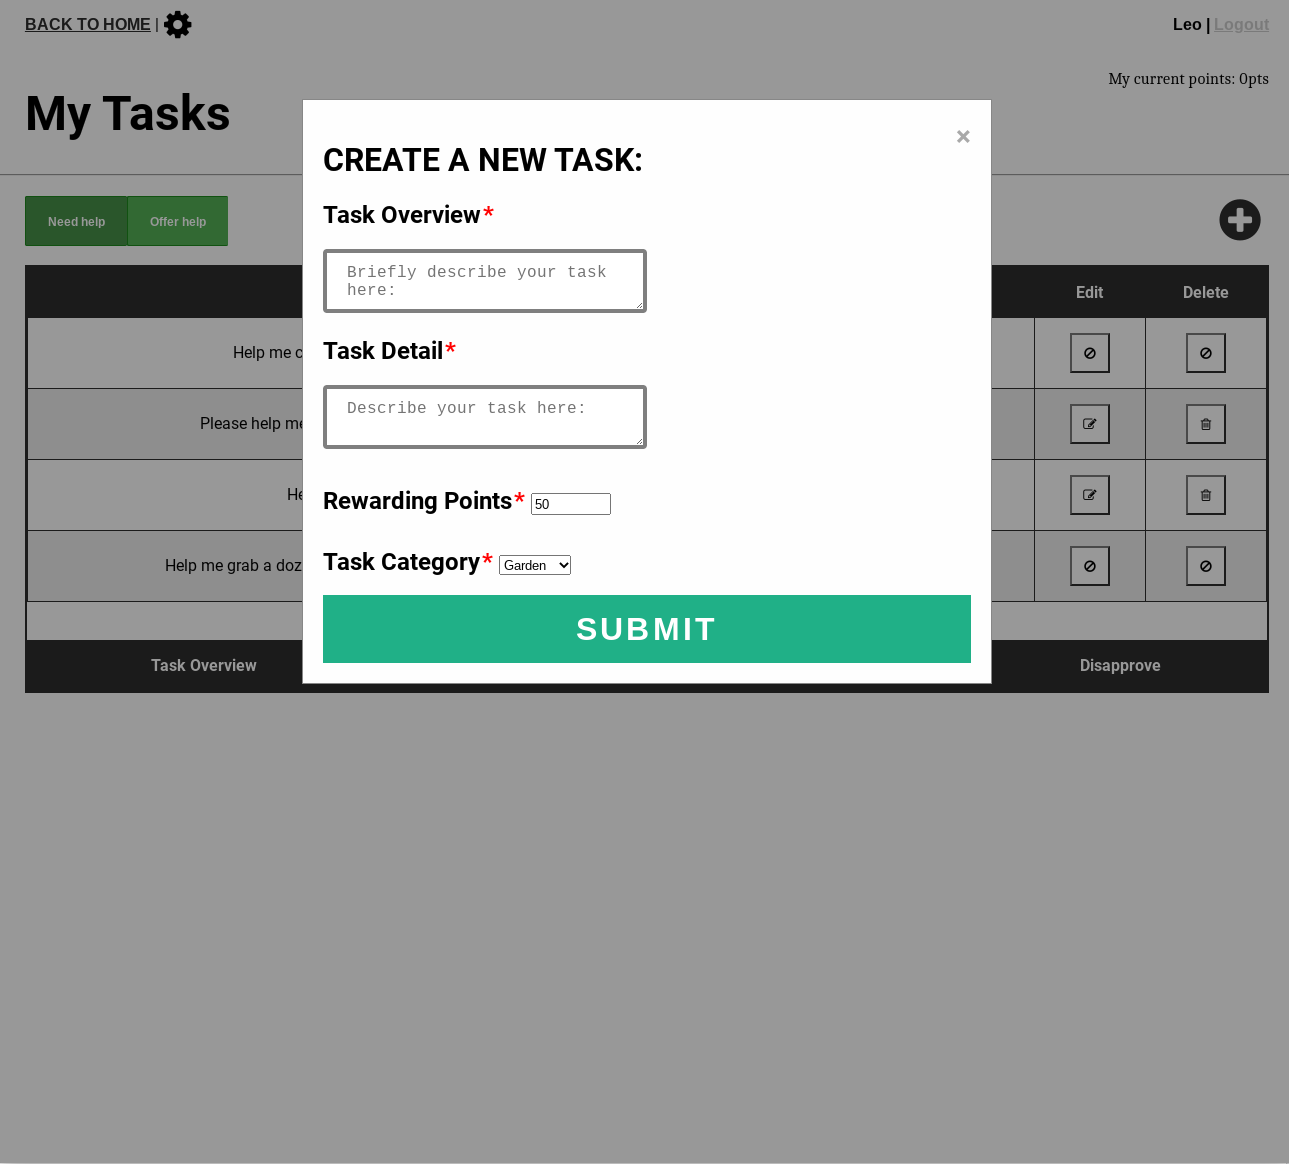 BACK TO HOME |
Leo | Logout
My current points: 0pts
My Tasks
×
CREATE A NEW TASK:
Task Overview*
Briefly describe your task
here:
Task Detail*
Describe your task here:
Rewarding Points* 50
Task Category* Garden
SUBMIT
Need help Offer help
Edit Delete
Help me
Please help me
Help me grab a doz
Task Overview Disapprove